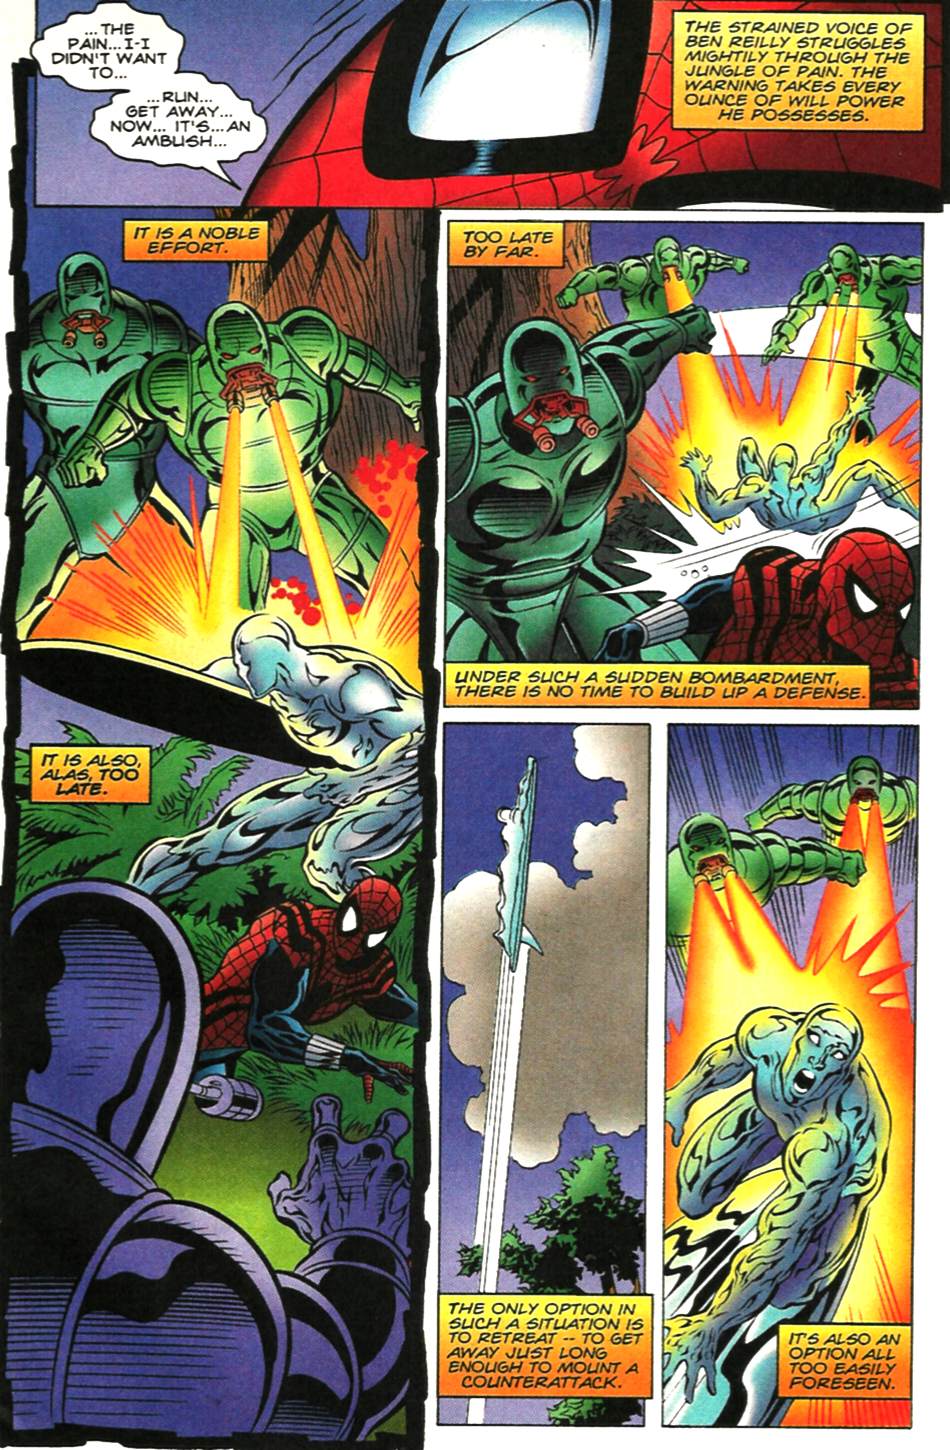 ...THE
PAIN...I-I
DIDN'T WANT
TO...
...RUN...
GET AWAY...
NOW... IT'S...AN
AMBUSH...
THE STRAINED VOICE OF
BEN REILLY STRUGGLES
MIGHTILY THROUGH THE
JUNGLE OF PAIN. THE
WARNING TAKES EVERY
OUNCE OF WILL POWER
HE POSSESSES.
IT IS A NOBLE
EFFORT.
IT IS ALSO,
ALAS, TOO
LATE.
TOO LATE
BY FAR.
UNDER SUCH A SUDDEN BOMBARDMENT,
THERE IS NO TIME TO BUILD UP A DEFENSE.
THE ONLY OPTION IN
SUCH A SITUATION IS
TO RETREAT -- TO GET
AWAY JUST LONG
ENOUGH TO MOUNT A
COUNTERATTACK.
IT'S ALSO AN
OPTION ALL
TOO EASILY
FORESEEN.